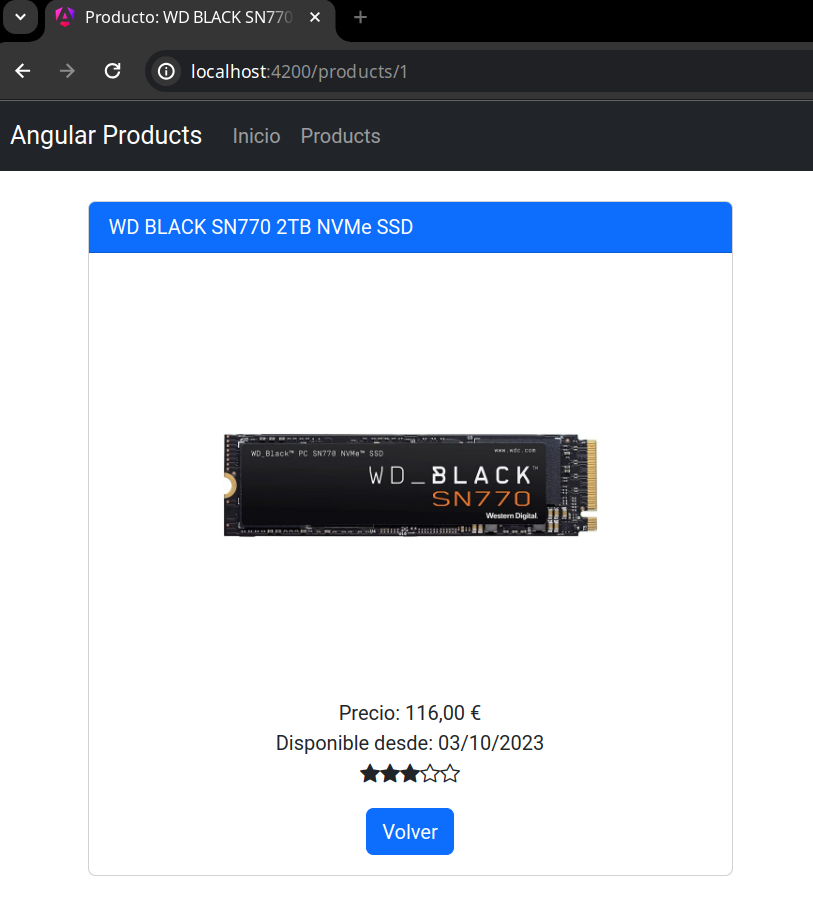 Producto: WD BLACK SN770
localhost:4200/products/1
Angular Products Inicio Products
WD BLACK SN770 2TB NVMe SSD
WD_Black™ PC SN770 NVMe™ SSD
www.wdc.com
WD_BLACK™
SN770
Western Digital.
Precio: 116,00 €
Disponible desde: 03/10/2023
Volver